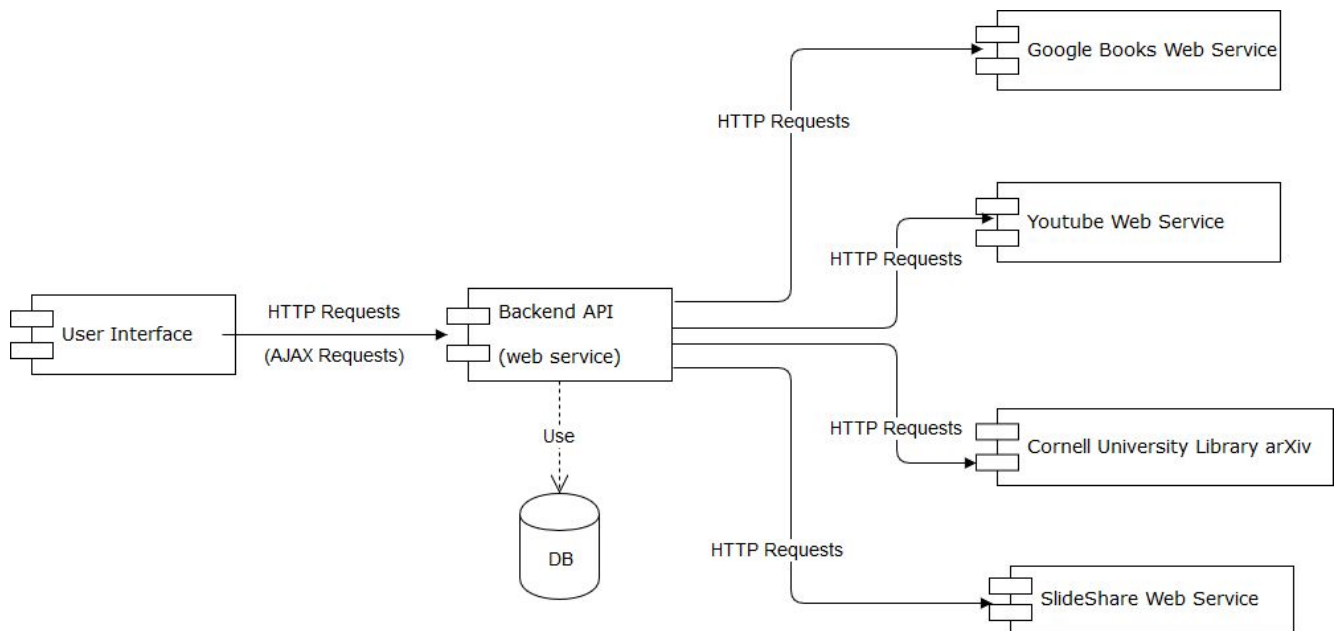 Google Books Web Service
HTTP Requests
Youtube Web Service
HTTP Requests
User Interface
HTTP Requests
(AJAX Requests)
Backend API
(web service)
HTTP Requests
Cornell University Library arXiv
Use
DB
HTTP Requests
SlideShare Web Service